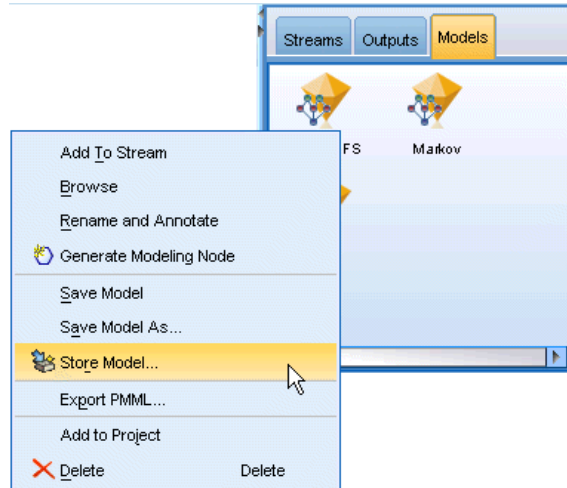 Streams Outputs Models
FS Markov
Add To Stream
Browse
Rename and Annotate
Generate Modeling Node
Save Model
Save Model As...
Store Model...
Export PMML...
Add to Project
Delete Delete